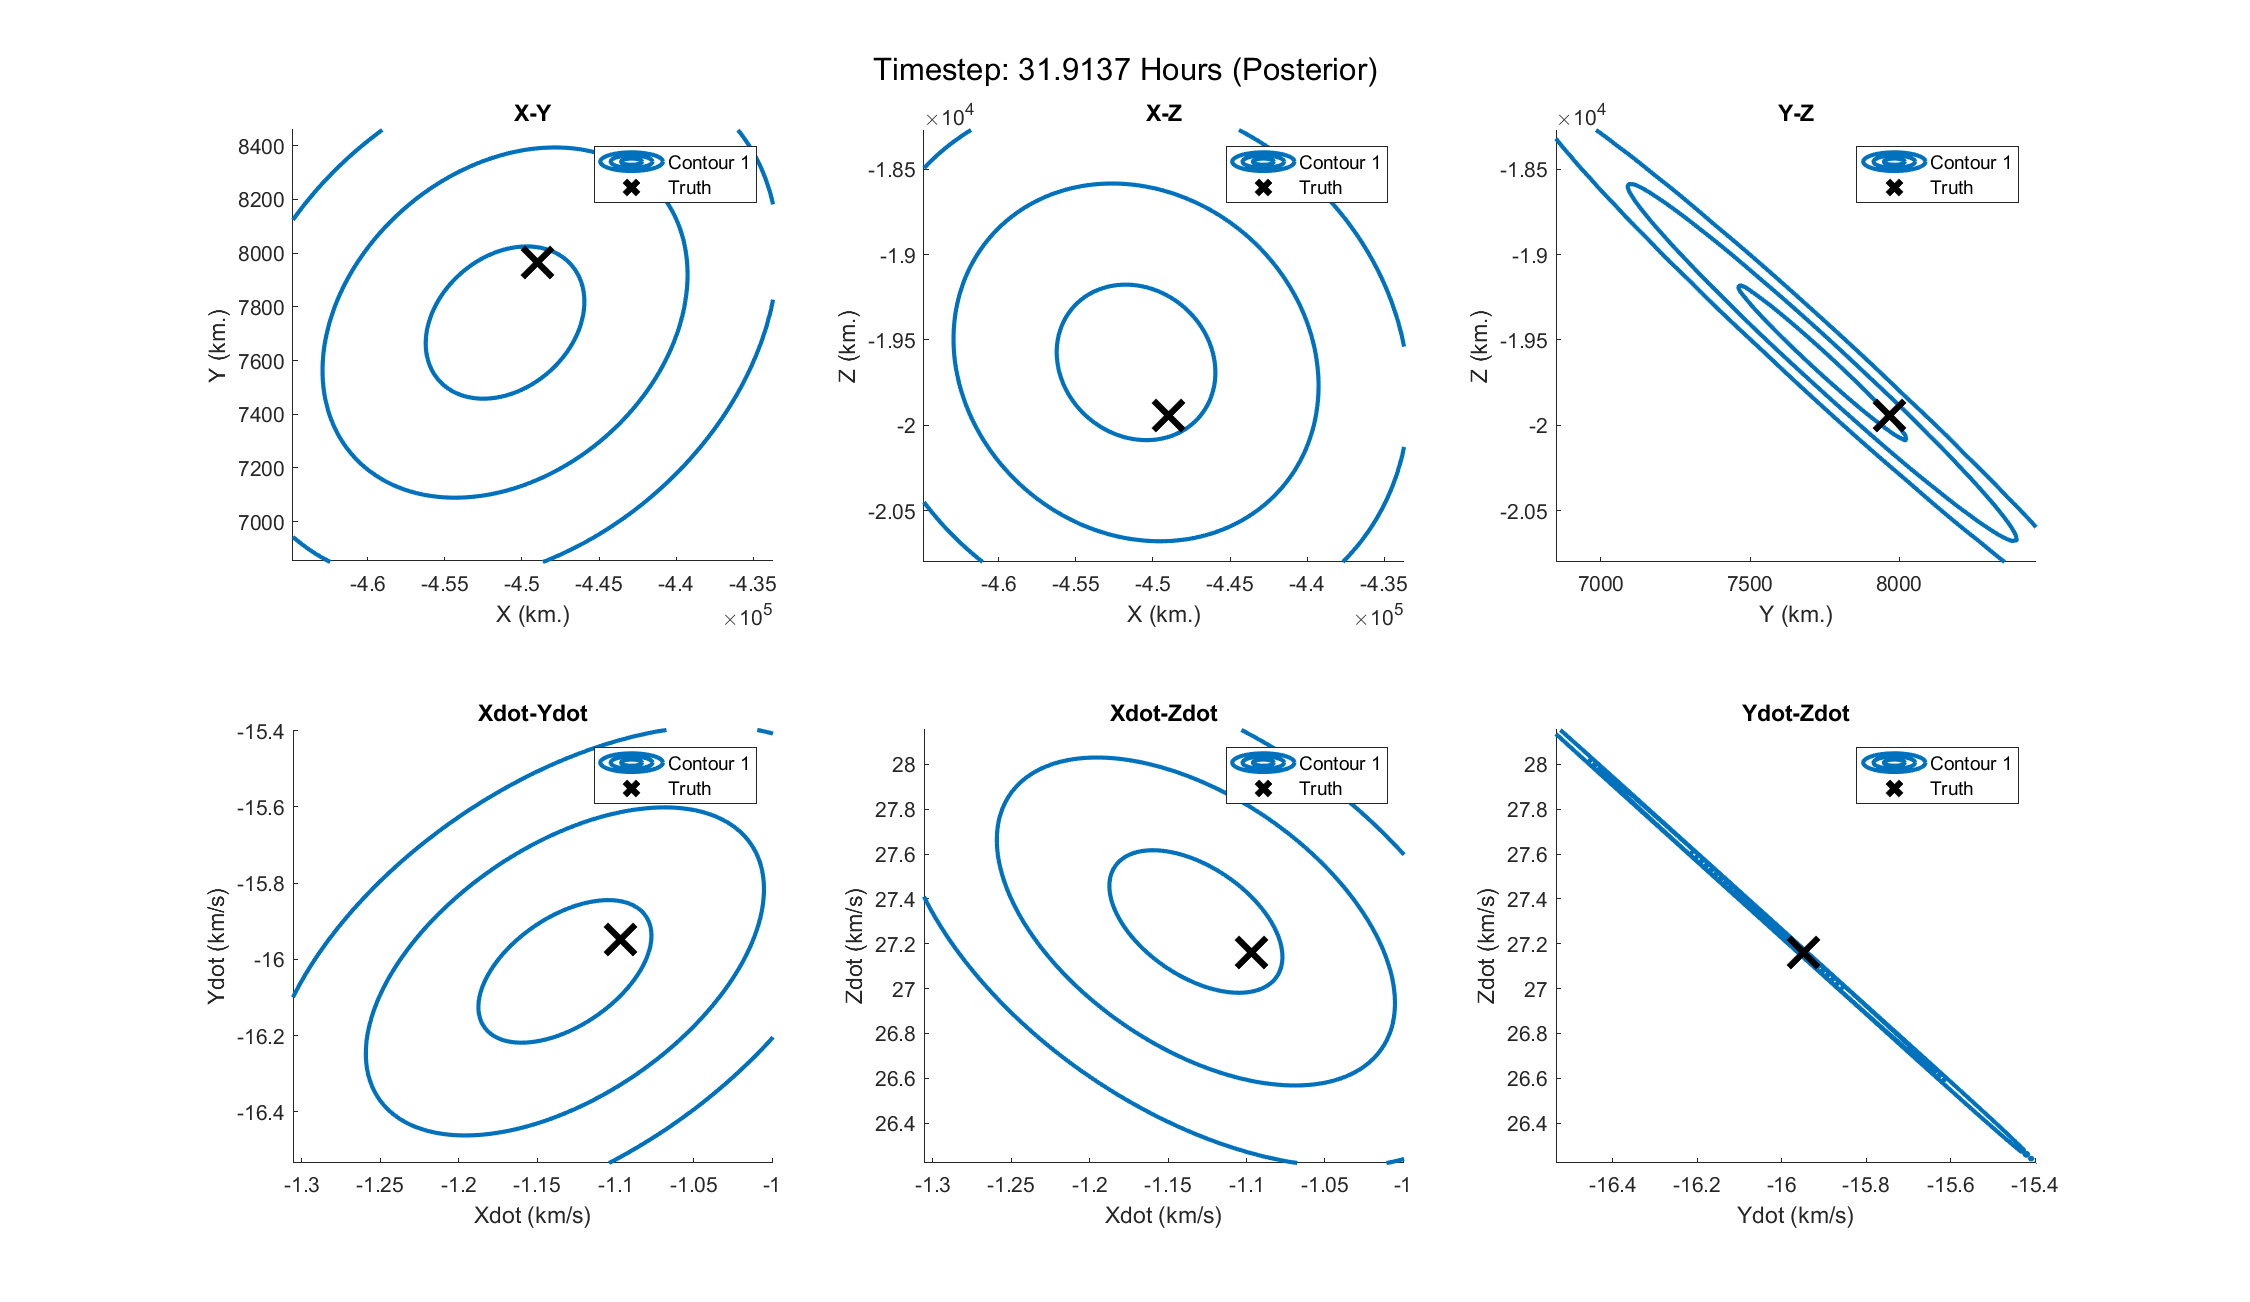 Timestep: 31.9137 Hours (Posterior)
X-Y
8400
8200
8000
7800
7600
7400
7200
7000
Y (km.)
-4.6 -4.55 -4.5 -4.45 -4.4 -4.35
×10^5
X (km.)
Contour 1
Truth
X-Z
×10^4
-1.85
-1.9
-1.95
-2
-2.05
Z (km.)
-4.6 -4.55 -4.5 -4.45 -4.4 -4.35
×10^5
X (km.)
Contour 1
Truth
Y-Z
×10^4
-1.85
-1.9
-1.95
-2
-2.05
Z (km.)
7000 7500 8000
Y (km.)
Contour 1
Truth
Xdot-Ydot
-15.4
-15.6
-15.8
-16
-16.2
-16.4
Ydot (km/s)
-1.3 -1.25 -1.2 -1.15 -1.1 -1.05 -1
Xdot (km/s)
Contour 1
Truth
Xdot-Zdot
28
27.8
27.6
27.4
27.2
27
26.8
26.6
26.4
Zdot (km/s)
-1.3 -1.25 -1.2 -1.15 -1.1 -1.05 -1
Xdot (km/s)
Contour 1
Truth
Ydot-Zdot
28
27.8
27.6
27.4
27.2
27
26.8
26.6
26.4
Zdot (km/s)
-16.4 -16.2 -16 -15.8 -15.6 -15.4
Ydot (km/s)
Contour 1
Truth